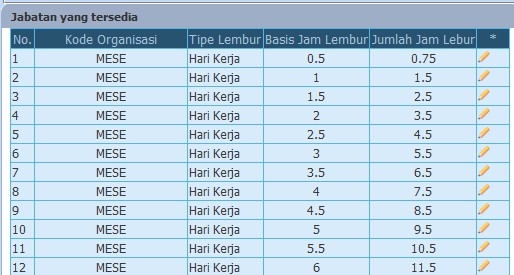 Jabatan yang tersedia
No. Kode Organisasi Tipe Lembur Basis Jam Lembur Jumlah Jam Lebur *
1 MESE Hari Kerja 0.5 0.75
2 MESE Hari Kerja 1 1.5
3 MESE Hari Kerja 1.5 2.5
4 MESE Hari Kerja 2 3.5
5 MESE Hari Kerja 2.5 4.5
6 MESE Hari Kerja 3 5.5
7 MESE Hari Kerja 3.5 6.5
8 MESE Hari Kerja 4 7.5
9 MESE Hari Kerja 4.5 8.5
10 MESE Hari Kerja 5 9.5
11 MESE Hari Kerja 5.5 10.5
12 MESE Hari Kerja 6 11.5